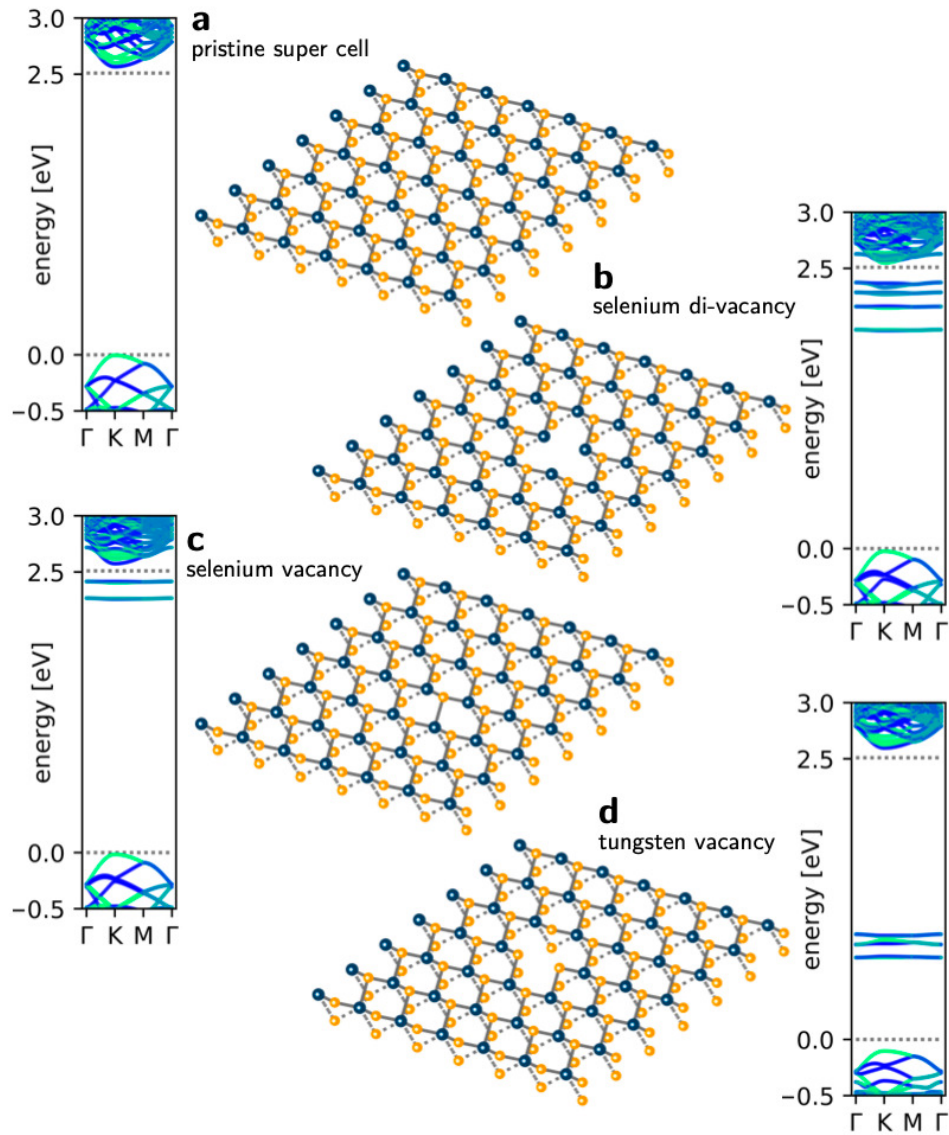 a
pristine super cell
3.0
2.5
energy [eV]
0.0
−0.5
Γ K M Γ
b
selenium di-vacancy
3.0
2.5
energy [eV]
0.0
−0.5
Γ K M Γ
c
selenium vacancy
3.0
2.5
energy [eV]
0.0
−0.5
Γ K M Γ
d
tungsten vacancy
3.0
2.5
energy [eV]
0.0
−0.5
Γ K M Γ